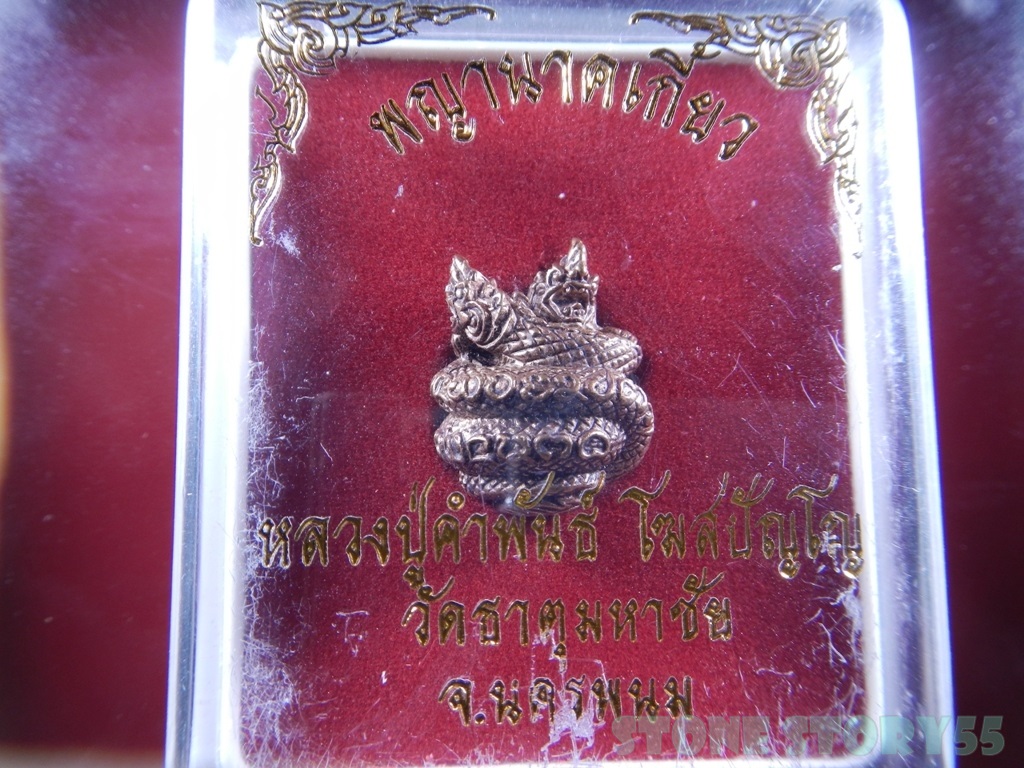 พญานาคเกี้ยว
หลวงปู่คำพันธ์ โฆสปัญโญ
วัดธาตุมหาชัย
จ.นครพนม
STONE STORY55